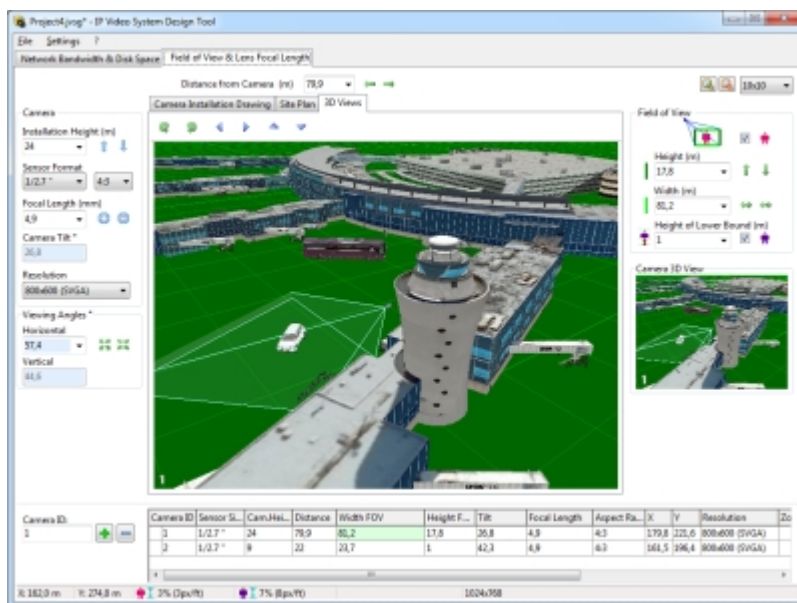 Project4.jvsg* - IP Video System Design Tool
File Settings ?
Network Bandwidth & Disk Space Field of View & Lens Focal Length
Distance from Camera (m) 79,9
10x10
Camera Installation Drawing Site Plan 3D Views
Camera
Installation Height (m)
24
Sensor Format
1/2.7 " 4:3
Focal Length (mm)
4,9
Camera Tilt °
26,8
Resolution
800x600 (SVGA)
Viewing Angles °
Horizontal
57,4
Vertical
44,6
1
Field of View
Height (m)
17,8
Width (m)
81,2
Height of Lower Bound (m)
1
Camera 3D View
1
Camera ID:
1
Camera ID Sensor Si... Cam.Hei... Distance Width FOV Height F... Tilt Focal Length Aspect Ra... X Y Resolution Zo
1 1/2.7 " 24 79,9 81,2 17,8 26,8 4,9 4:3 179,8 221,6 800x600 (SVGA)
2 1/2.7 " 9 22 23,7 1 42,3 4,9 4:3 161,5 196,4 800x600 (SVGA)
X: 162,0 m Y: 274,8 m 3% (3px/ft) 7% (8px/ft) 1024x768